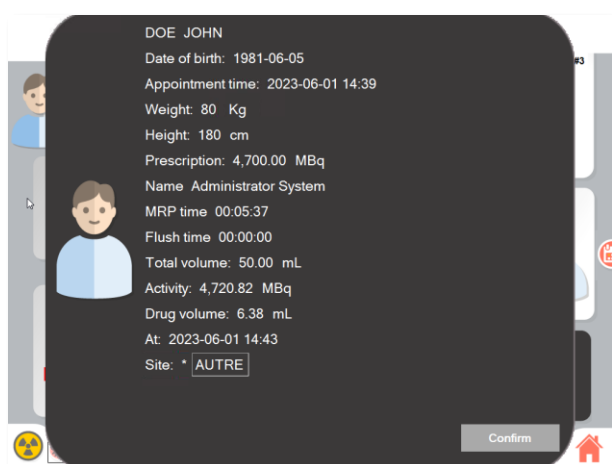 DOE JOHN
Date of birth: 1981-06-05
Appointment time: 2023-06-01 14:39
#3
Weight: 80 Kg
Height: 180 cm
Prescription: 4,700.00 MBq
Name Administrator System
MRP time 00:05:37
Flush time 00:00:00
Total volume: 50.00 mL
Activity: 4,720.82 MBq
Drug volume: 6.38 mL
At: 2023-06-01 14:43
Site: * AUTRE
Confirm